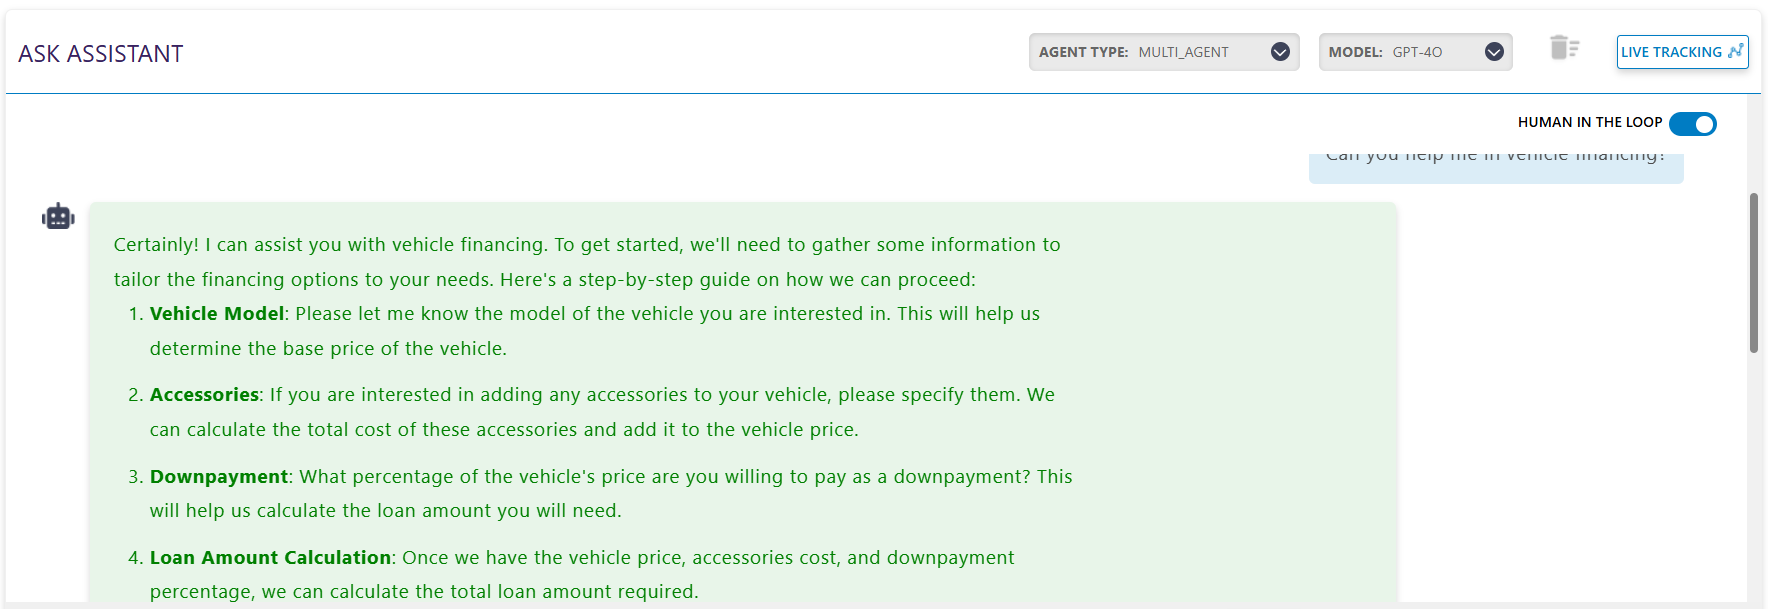 ASK ASSISTANT
AGENT TYPE: MULTI_AGENT
MODEL: GPT-4O
LIVE TRACKING
HUMAN IN THE LOOP
Can you help me in vehicle financing?
Certainly! I can assist you with vehicle financing. To get started, we'll need to gather some information to
tailor the financing options to your needs. Here's a step-by-step guide on how we can proceed:
1. Vehicle Model: Please let me know the model of the vehicle you are interested in. This will help us
determine the base price of the vehicle.
2. Accessories: If you are interested in adding any accessories to your vehicle, please specify them. We
can calculate the total cost of these accessories and add it to the vehicle price.
3. Downpayment: What percentage of the vehicle's price are you willing to pay as a downpayment? This
will help us calculate the loan amount you will need.
4. Loan Amount Calculation: Once we have the vehicle price, accessories cost, and downpayment
percentage, we can calculate the total loan amount required.